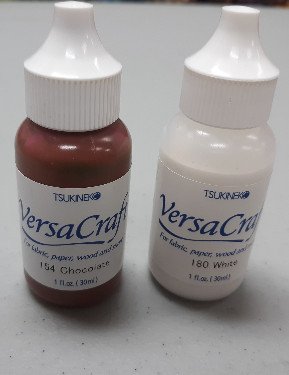 TSUKINEKO
VersaCraft
For fabric, paper, wood and more
154 Chocolate
1 fl.oz. (30ml)
TSUKINEKO
VersaCraft
For fabric, paper, wood and
180 White
1 fl.oz. (30ml)